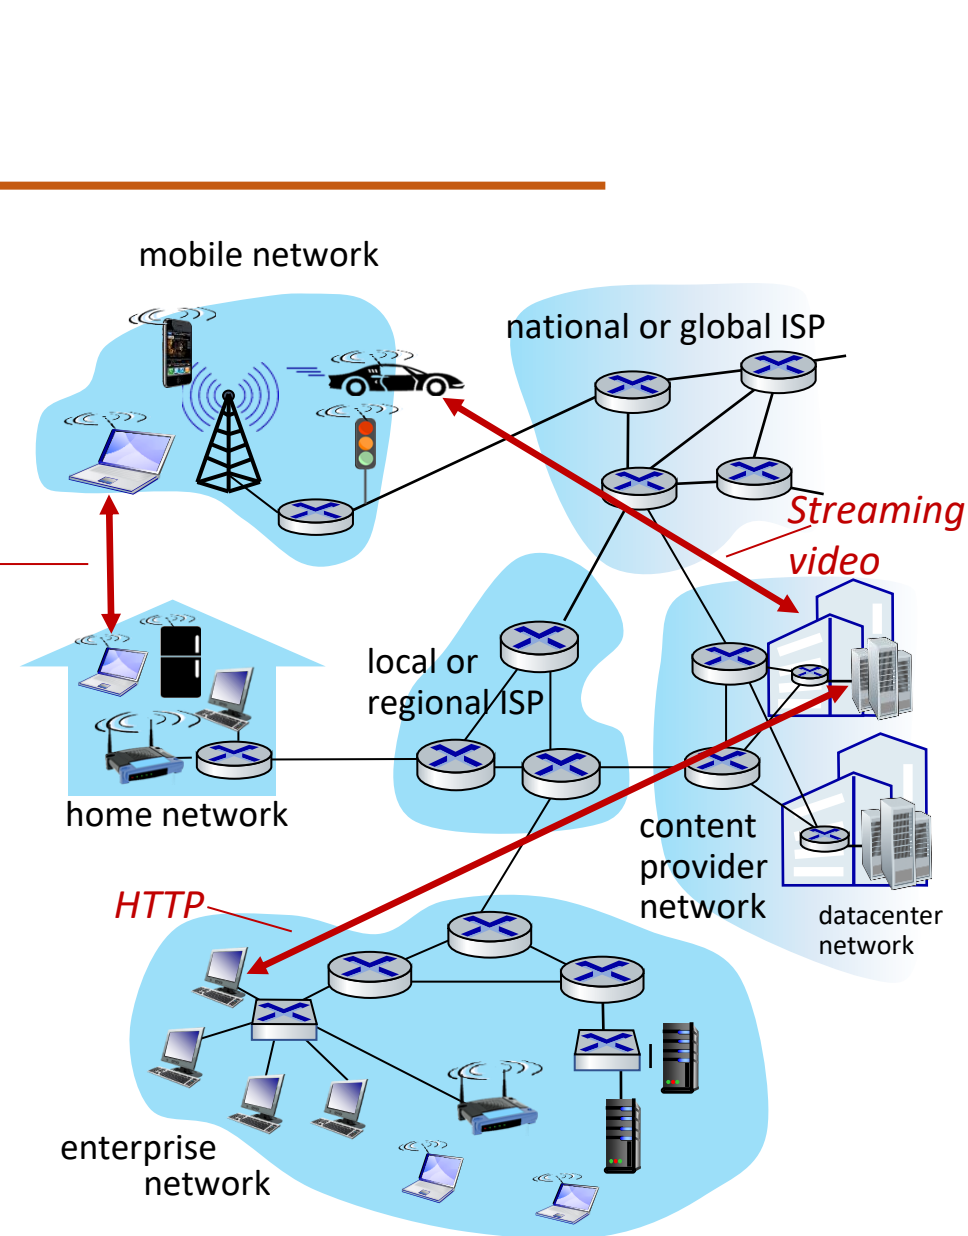 mobile network
national or global ISP
Streaming
video
local or
regional ISP
home network
content
provider
network
datacenter
network
HTTP
enterprise
network